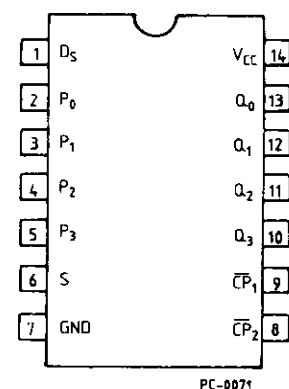 1 D_S V_CC 14
2 P_0 Q_0 13
3 P_1 Q_1 12
4 P_2 Q_2 11
5 P_3 Q_3 10
6 S C̅P̅_1 9
7 GND C̅P̅_2 8
PC-0071